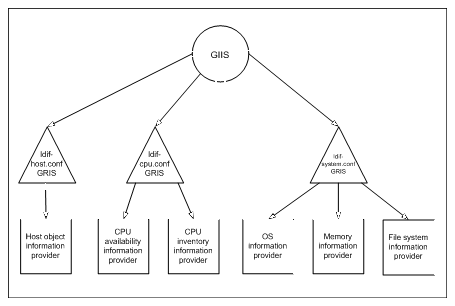 GIIS
ldif-
host.conf
GRIS
ldif-
cpu.conf
GRIS
ldif-
system.conf
GRIS
Host object
information
provider
CPU
availability
information
provider
CPU
inventory
information
provider
OS
information
provider
Memory
information
provider
File system
information
provider